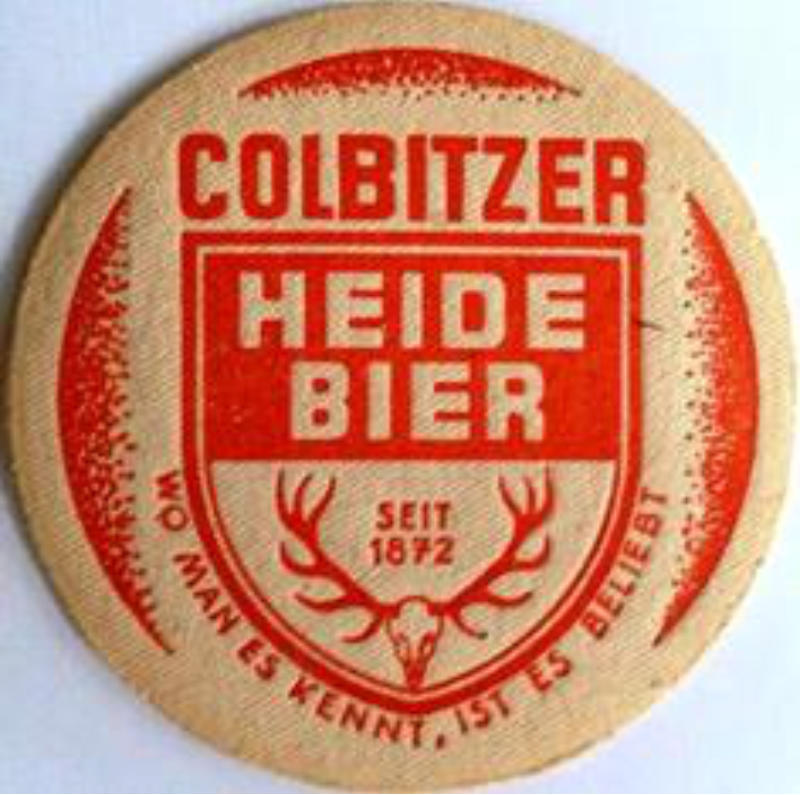 COLBITZER
HEIDE
BIER
SEIT
1872
WO MAN ES KENNT, IST ES BELIEBT